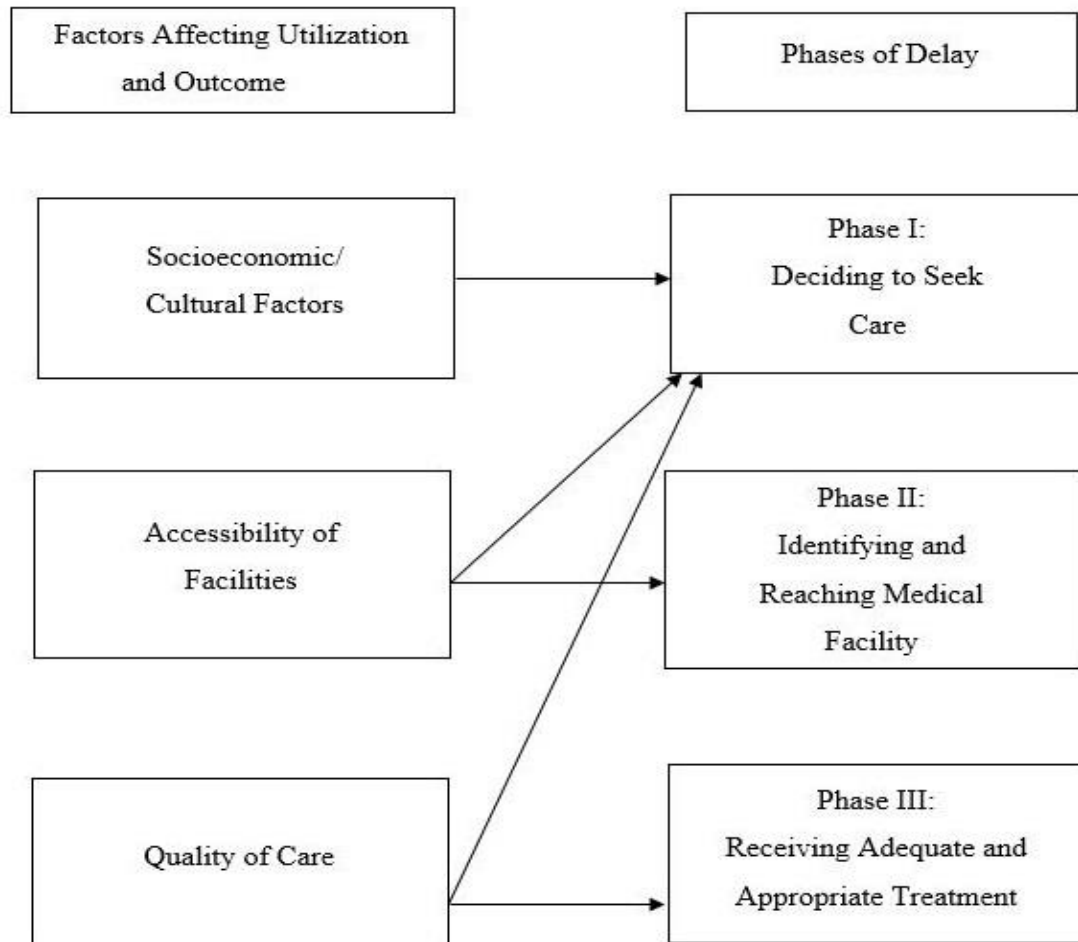 Factors Affecting Utilization
and Outcome
Phases of Delay
Socioeconomic/
Cultural Factors
Phase I:
Deciding to Seek
Care
Accessibility of
Facilities
Phase II:
Identifying and
Reaching Medical
Facility
Quality of Care
Phase III:
Receiving Adequate and
Appropriate Treatment